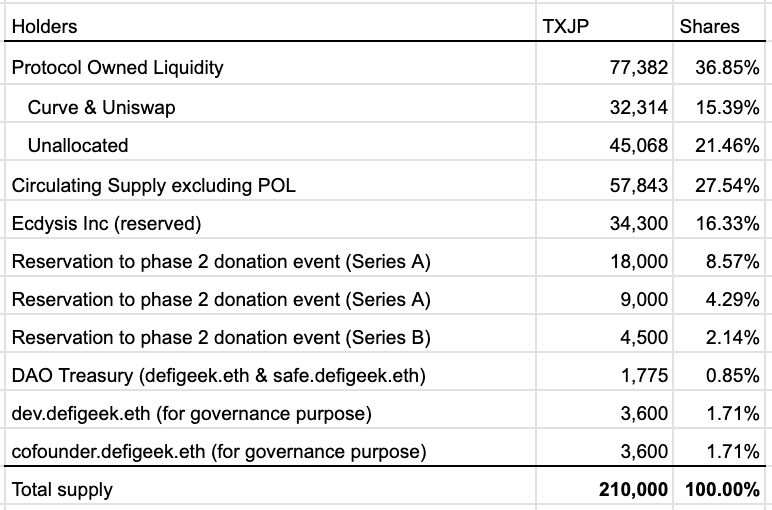 Holders TXJP Shares
Protocol Owned Liquidity 77,382 36.85%
Curve & Uniswap 32,314 15.39%
Unallocated 45,068 21.46%
Circulating Supply excluding POL 57,843 27.54%
Ecdysis Inc (reserved) 34,300 16.33%
Reservation to phase 2 donation event (Series A) 18,000 8.57%
Reservation to phase 2 donation event (Series A) 9,000 4.29%
Reservation to phase 2 donation event (Series B) 4,500 2.14%
DAO Treasury (defigeek.eth & safe.defigeek.eth) 1,775 0.85%
dev.defigeek.eth (for governance purpose) 3,600 1.71%
cofounder.defigeek.eth (for governance purpose) 3,600 1.71%
Total supply 210,000 100.00%